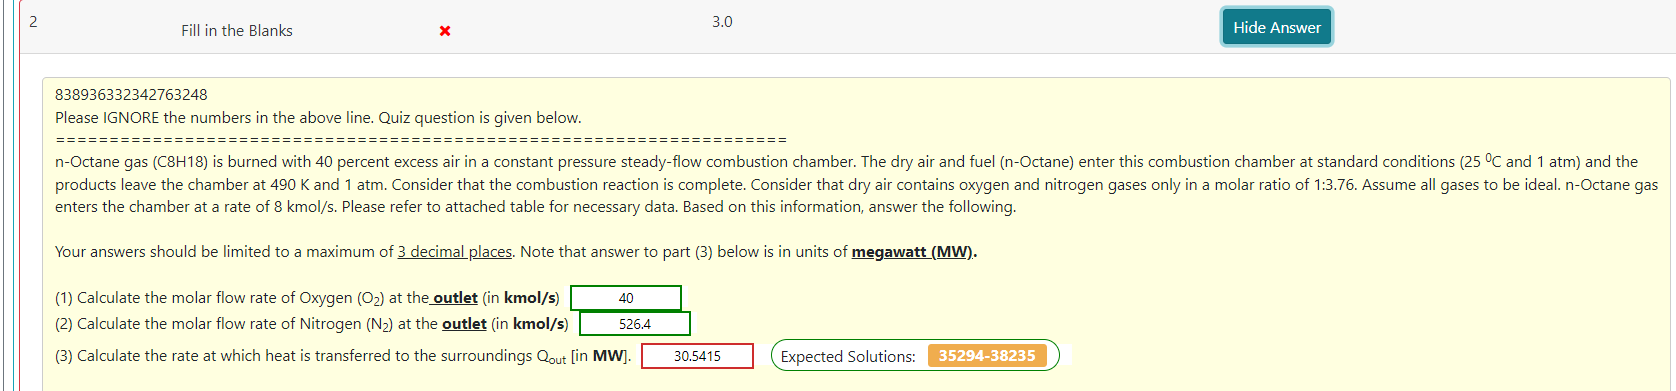 2 Fill in the Blanks ✖ 3.0 Hide Answer
838936332342763248
Please IGNORE the numbers in the above line. Quiz question is given below.
====================================================================
n-Octane gas (C8H18) is burned with 40 percent excess air in a constant pressure steady-flow combustion chamber. The dry air and fuel (n-Octane) enter this combustion chamber at standard conditions (25 ⁰C and 1 atm) and the
products leave the chamber at 490 K and 1 atm. Consider that the combustion reaction is complete. Consider that dry air contains oxygen and nitrogen gases only in a molar ratio of 1:3.76. Assume all gases to be ideal. n-Octane gas
enters the chamber at a rate of 8 kmol/s. Please refer to attached table for necessary data. Based on this information, answer the following.
Your answers should be limited to a maximum of 3 decimal places. Note that answer to part (3) below is in units of megawatt (MW).
(1) Calculate the molar flow rate of Oxygen (O₂) at the outlet (in kmol/s) 40
(2) Calculate the molar flow rate of Nitrogen (N₂) at the outlet (in kmol/s) 526.4
(3) Calculate the rate at which heat is transferred to the surroundings Qout [in MW]. 30.5415 Expected Solutions: 35294-38235